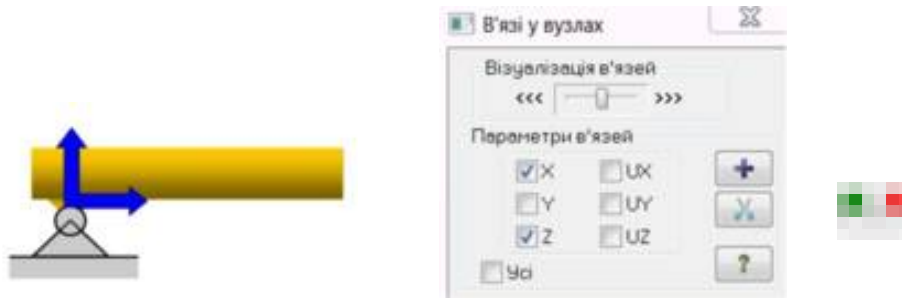 В'язі у вузлах
Візуалізація в'язей
<<< >>>
Параметри в'язей
X UX
Y UY
Z UZ
Усі
?